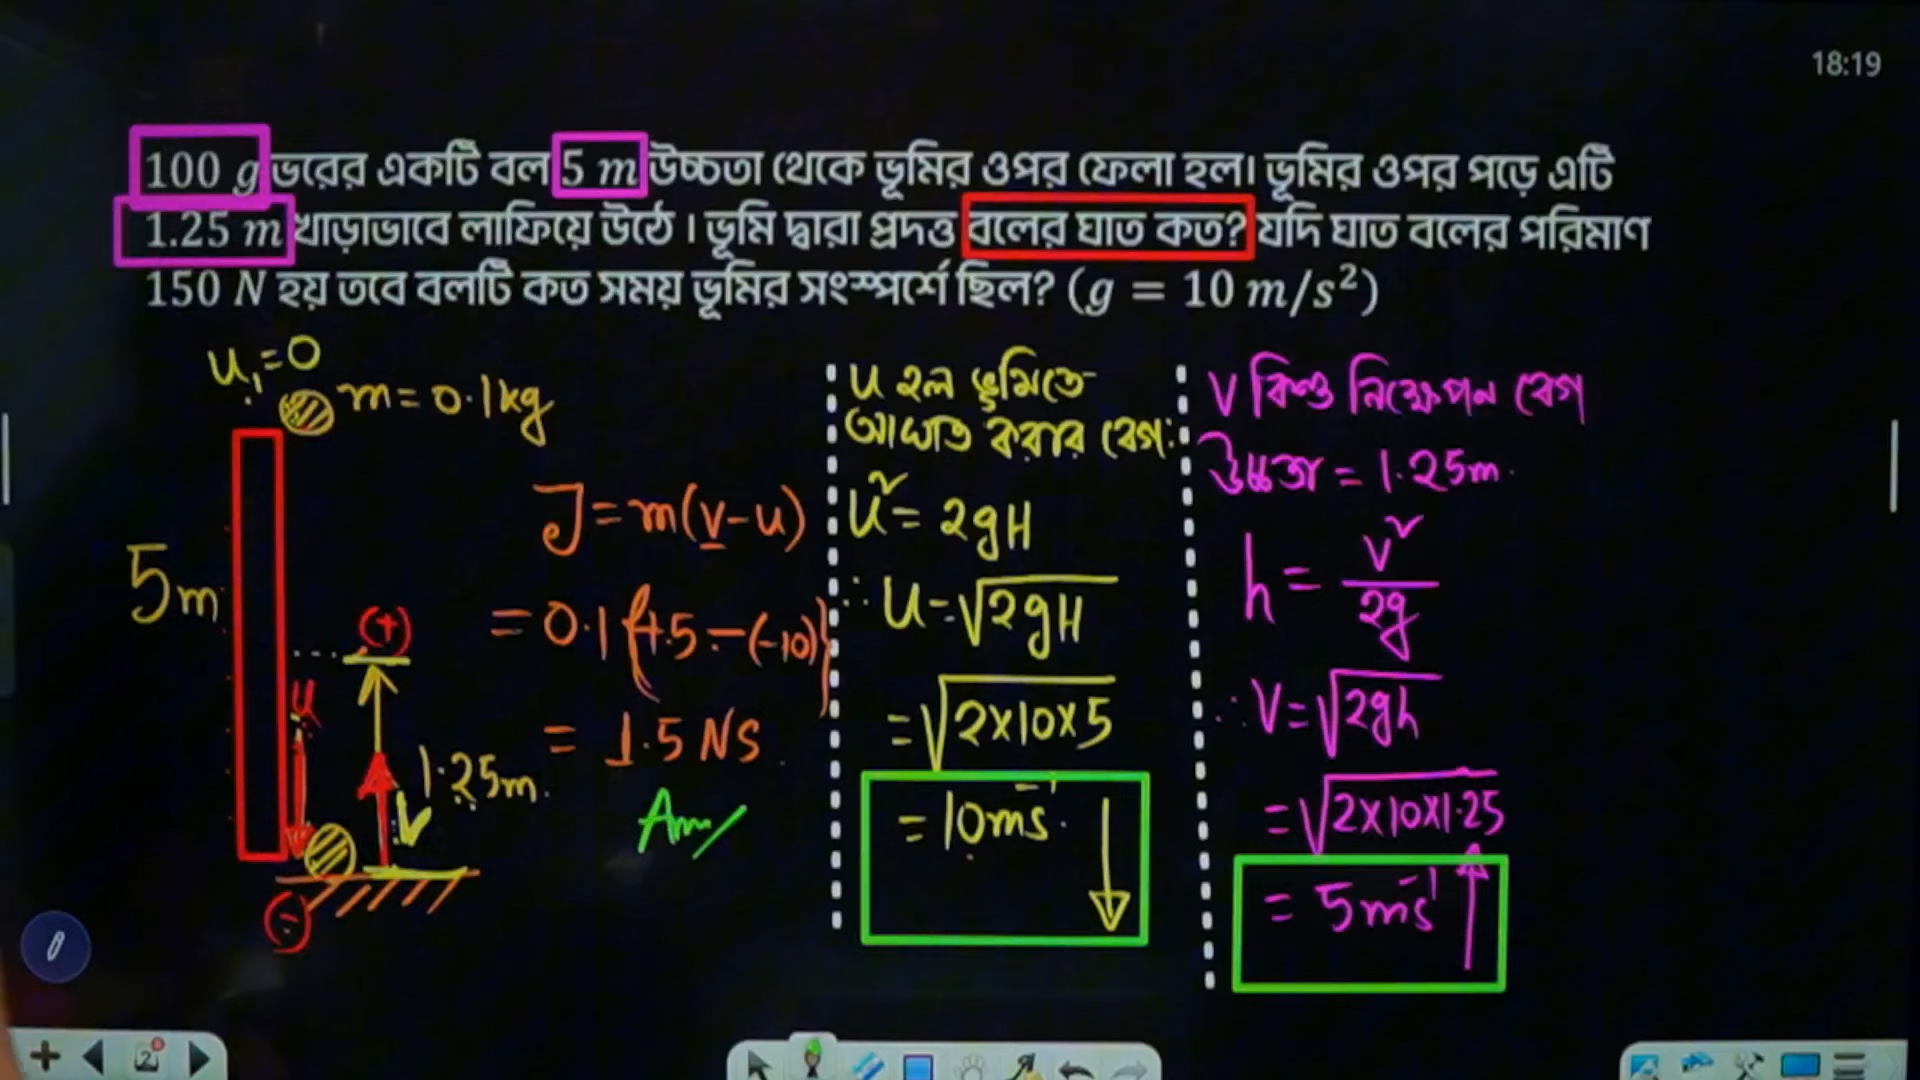 18:19
100 g ভরের একটি বল 5 m উচ্চতা থেকে ভূমির ওপর ফেলা হল। ভূমির ওপর পড়ে এটি
1.25 m খাড়াভাবে লাফিয়ে উঠে । ভূমি দ্বারা প্রদত্ত বলের ঘাত কত? যদি ঘাত বলের পরিমাণ
150 N হয় তবে বলটি কত সময় ভূমির সংস্পর্শে ছিল? (g = 10 m/s²)
u₁=0
m=0.1kg
5m
(+)
u
1.25m.
v
(-)
J=m(v-u)
=0.1{+5-(-10)}
= 1.5 NS
Ans/
u হল ভূমিতে
আঘাত করার বেগ:
u²= 2gH
∴ u=√2gH
=√2×10×5
= 10ms⁻¹
v কিন্তু নিক্ষেপন বেগ
উচ্চতা = 1.25m.
h= v²/2g
∴ v=√2gh
=√2×10×1.25
= 5ms⁻¹
2